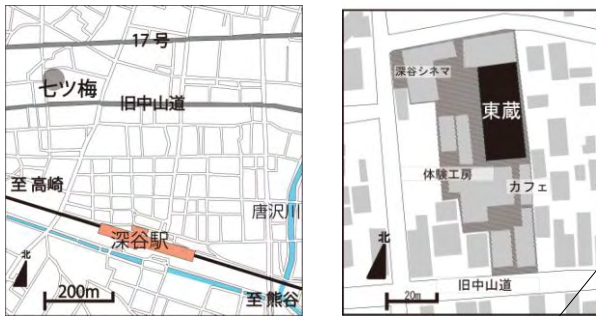 17号
七ツ梅
旧中山道
至 高崎
唐沢川
深谷駅
北
200m
至 熊谷
深谷シネマ
東蔵
体験工房
カフェ
北
旧中山道
20m